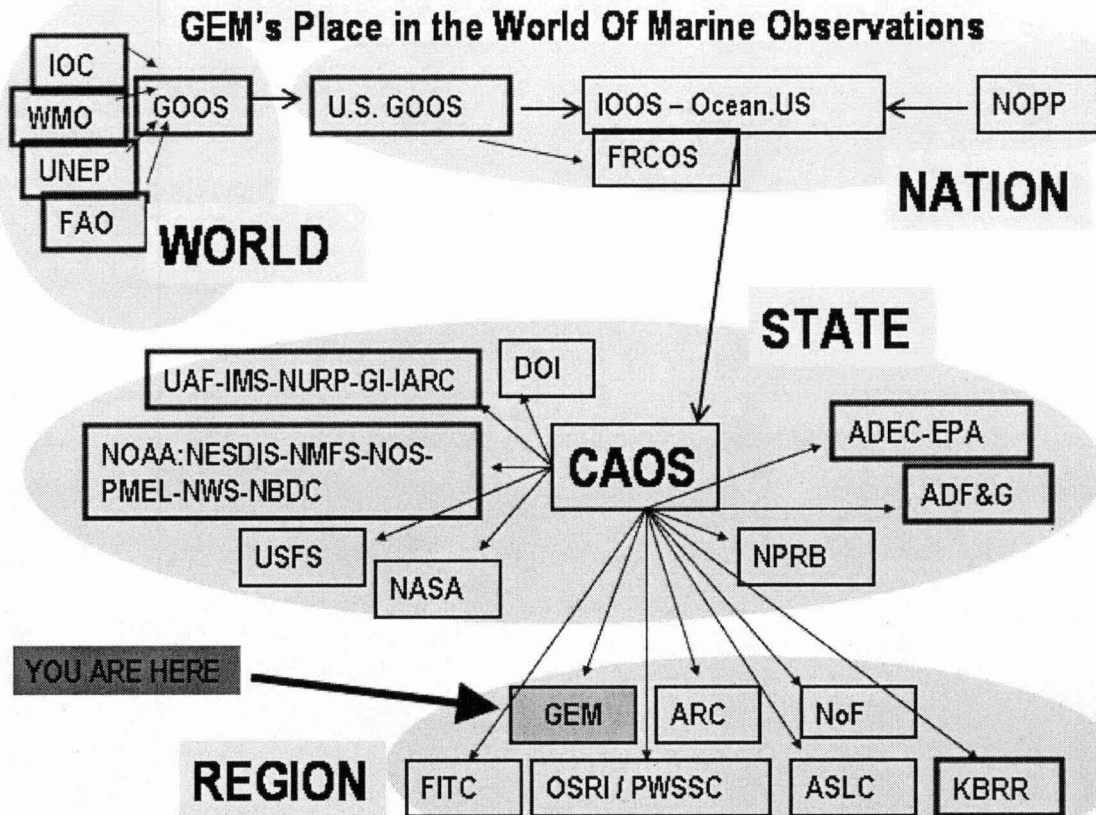 GEM's Place in the World Of Marine Observations
IOC
WMO
UNEP
FAO
GOOS
U.S. GOOS
IOOS – Ocean.US
NOPP
FRCOS
WORLD
NATION
STATE
UAF-IMS-NURP-GI-IARC
DOI
NOAA:NESDIS-NMFS-NOS-
PMEL-NWS-NBDC
CAOS
ADEC-EPA
ADF&G
USFS
NASA
NPRB
YOU ARE HERE
GEM
ARC
NoF
REGION
FITC
OSRI / PWSSC
ASLC
KBRR